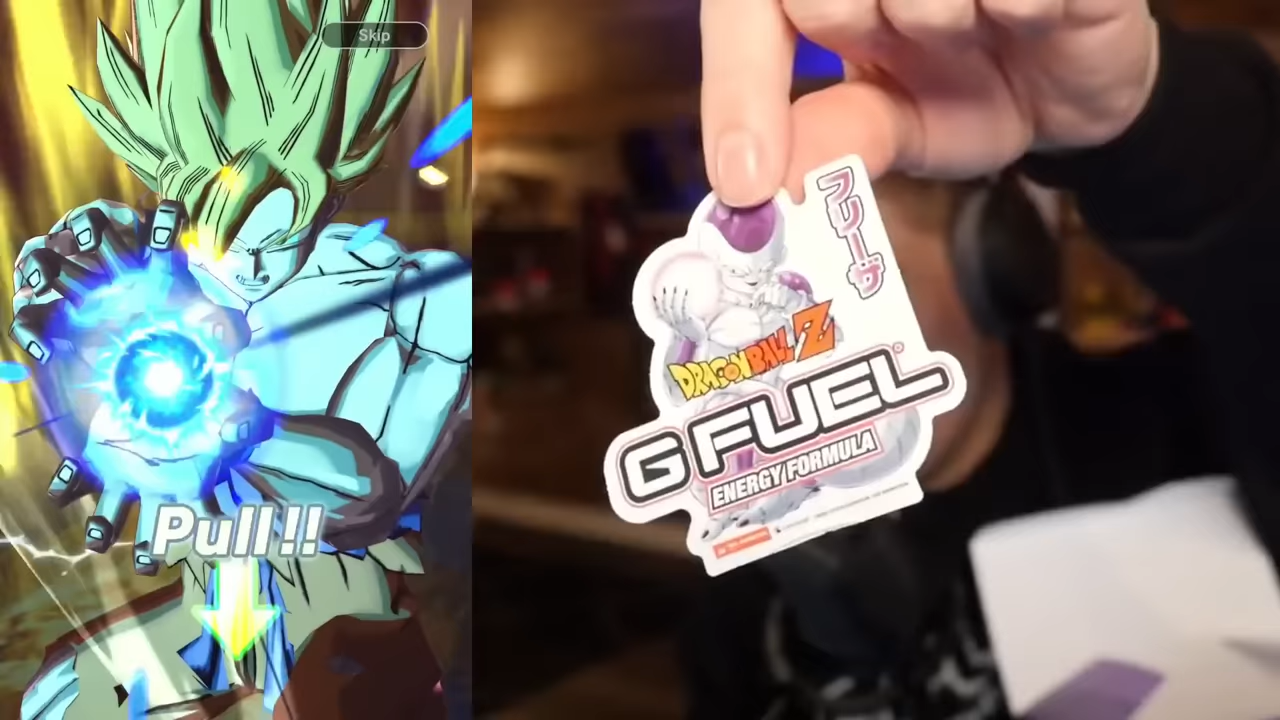 Skip
Pull!!
フリーザ
DRAGON BALL Z
G FUEL
ENERGY FORMULA